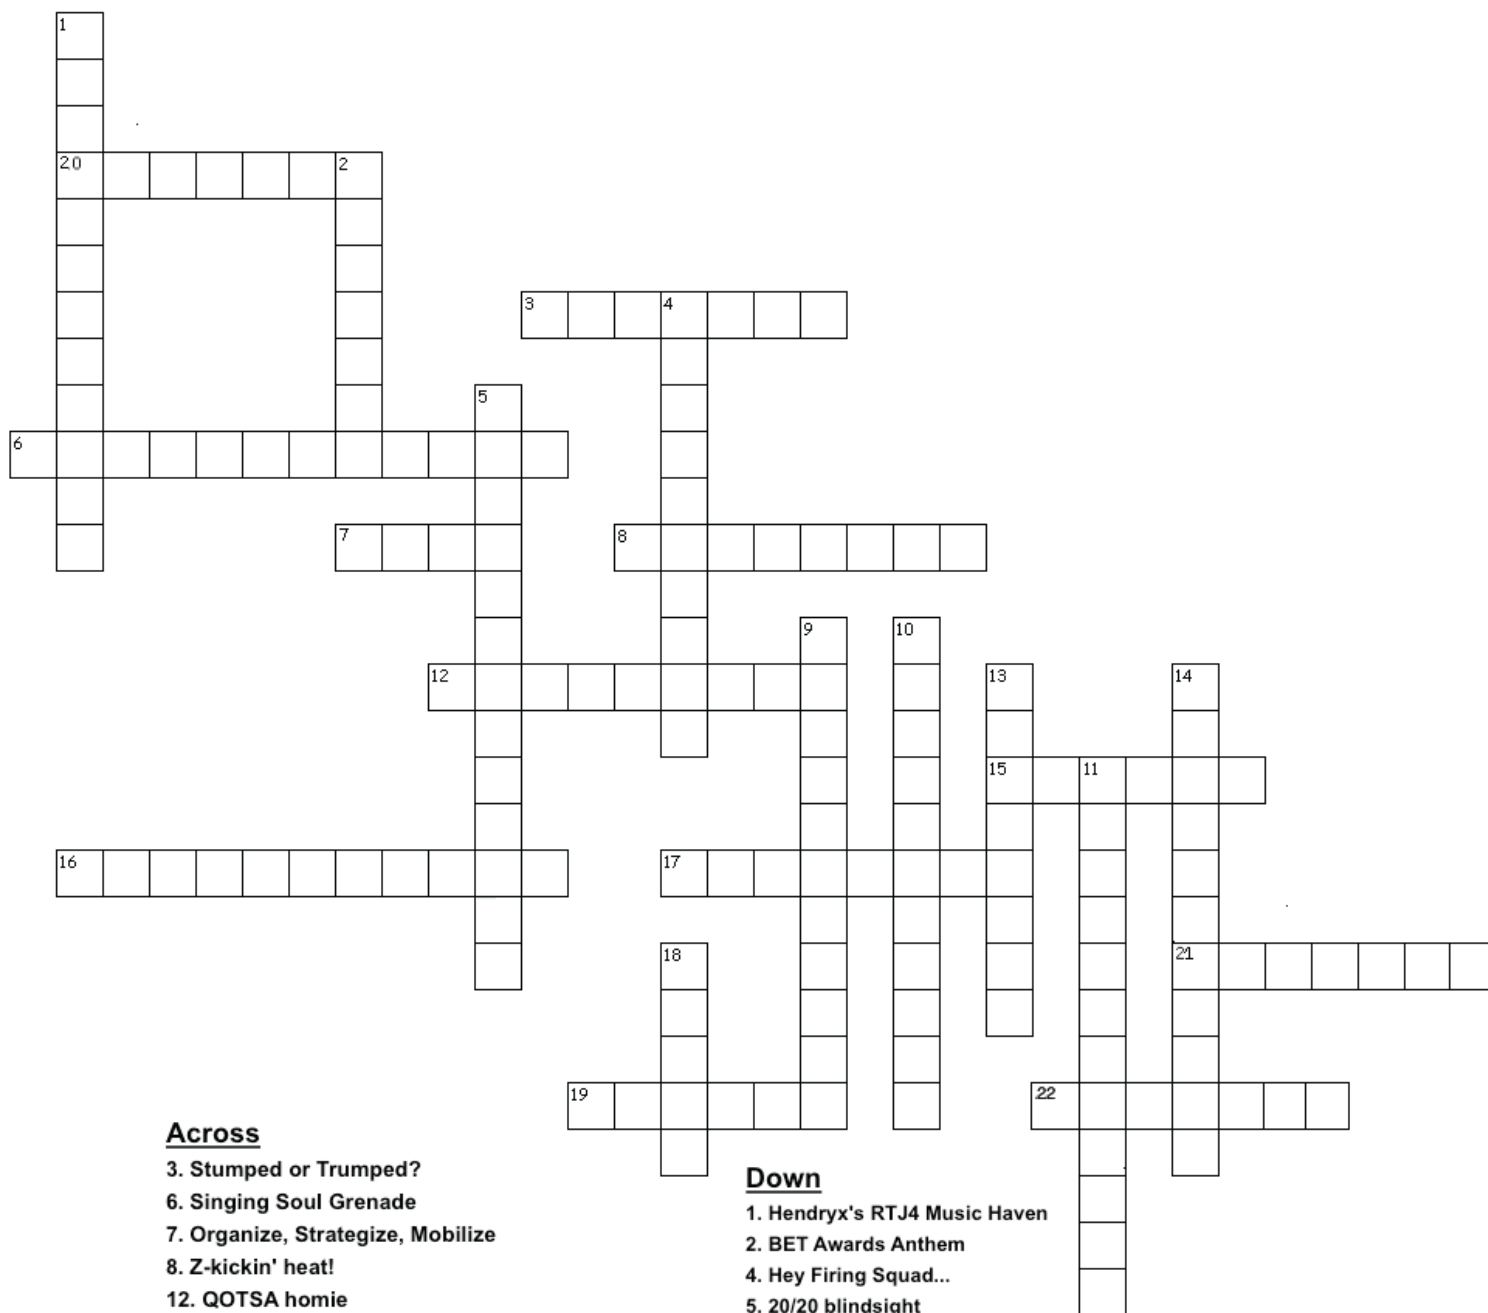 1
20 2
3 4
5
6
7 8
9 10
12 13 14
15 11
16 17
18 21
19 22
Across
3. Stumped or Trumped?
6. Singing Soul Grenade
7. Organize, Strategize, Mobilize
8. Z-kickin' heat!
12. QOTSA homie
Down
1. Hendryx's RTJ4 Music Haven
2. BET Awards Anthem
4. Hey Firing Squad...
5. 20/20 blindsight